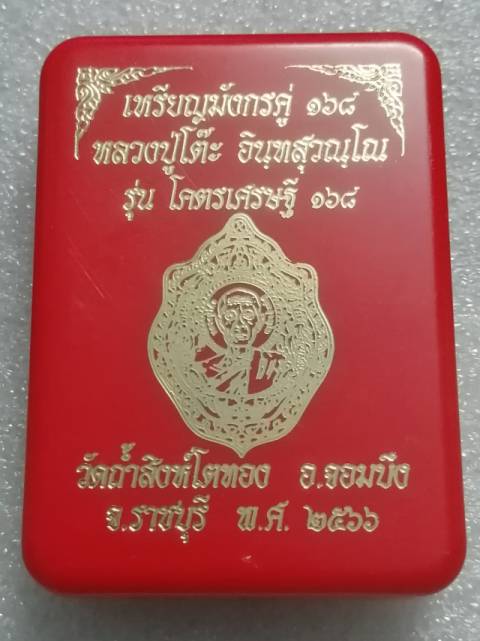 เหรียญมังกรคู่ ๑๖๘
หลวงปู่โต๊ะ อินฺทสุวณฺโณ
รุ่น โคตรเศรษฐี ๑๖๘
วัดถ้ำสิงห์โตทอง อ.จอมบึง
จ.ราชบุรี พ.ศ. ๒๕๖๖